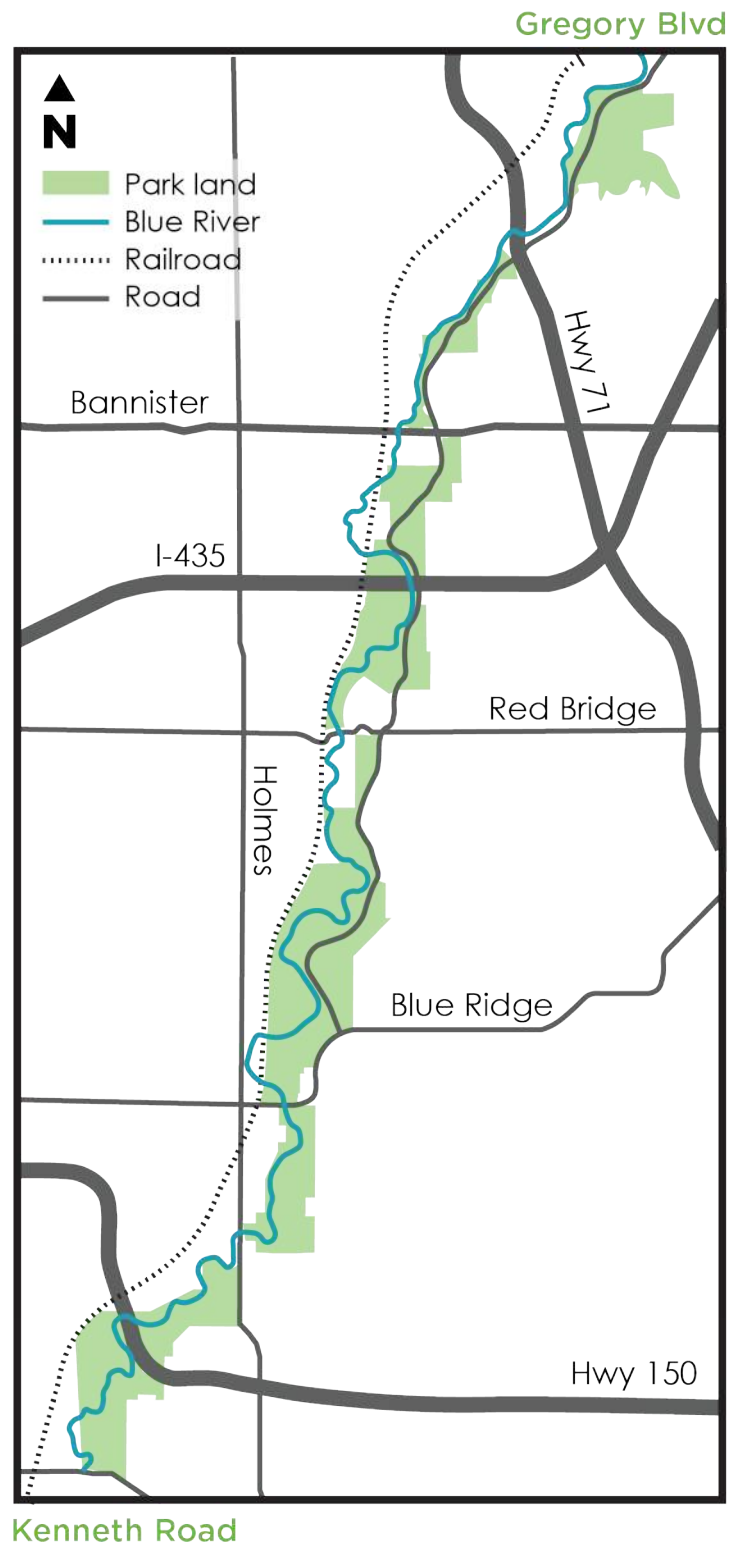 Gregory Blvd
N
Park land
Blue River
Railroad
Road
Hwy 71
Bannister
I-435
Red Bridge
Holmes
Blue Ridge
Hwy 150
Kenneth Road